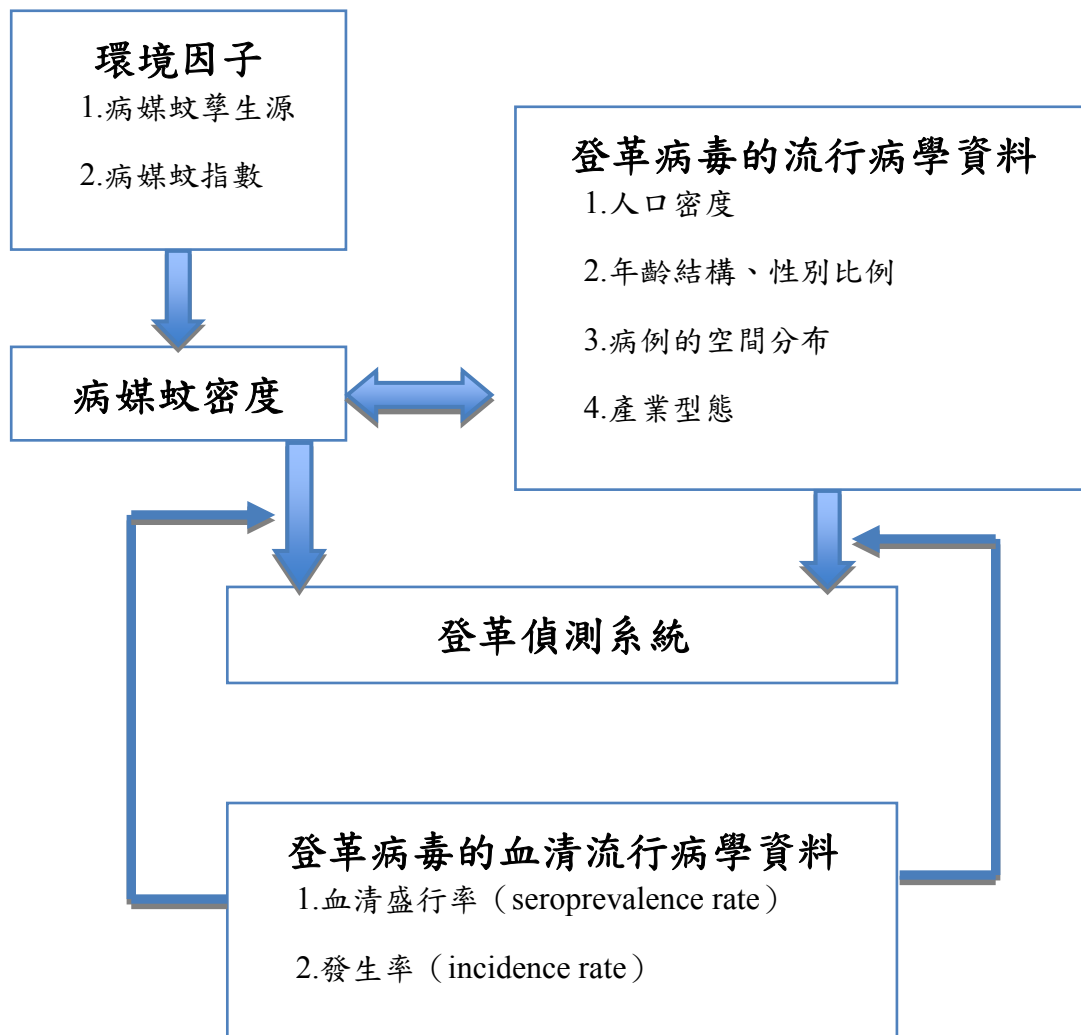 環境因子
1.病媒蚊孳生源
2.病媒蚊指數
登革病毒的流行病學資料
1.人口密度
2.年齡結構、性別比例
3.病例的空間分布
4.產業型態
病媒蚊密度
登革偵測系統
登革病毒的血清流行病學資料
1.血清盛行率（seroprevalence rate）
2.發生率（incidence rate）